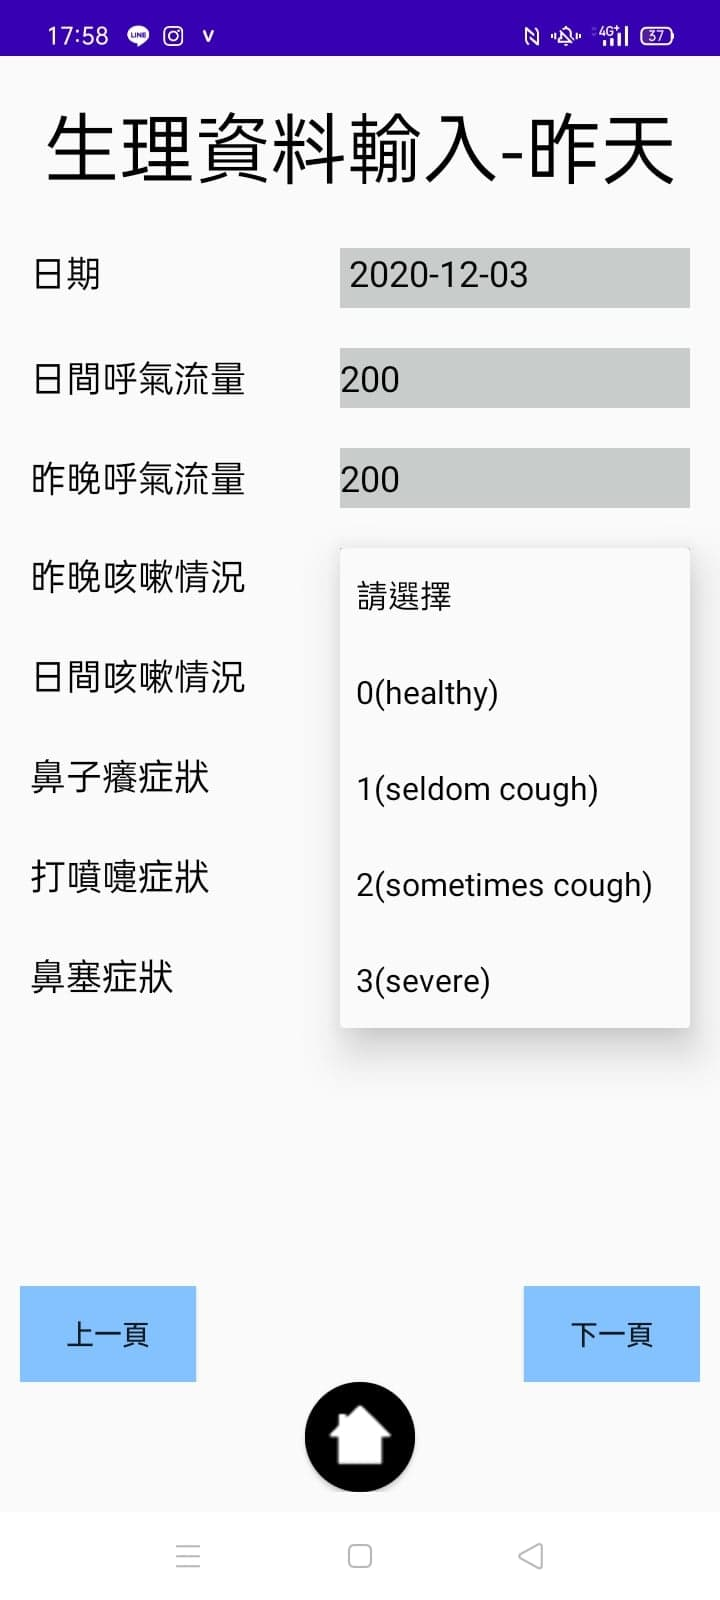 17:58 LINE V 4G+ 37
生理資料輸入-昨天
日期 2020-12-03
日間呼氣流量 200
昨晚呼氣流量 200
昨晚咳嗽情況
日間咳嗽情況
鼻子癢症狀
打噴嚏症狀
鼻塞症狀
請選擇
0(healthy)
1(seldom cough)
2(sometimes cough)
3(severe)
上一頁 下一頁